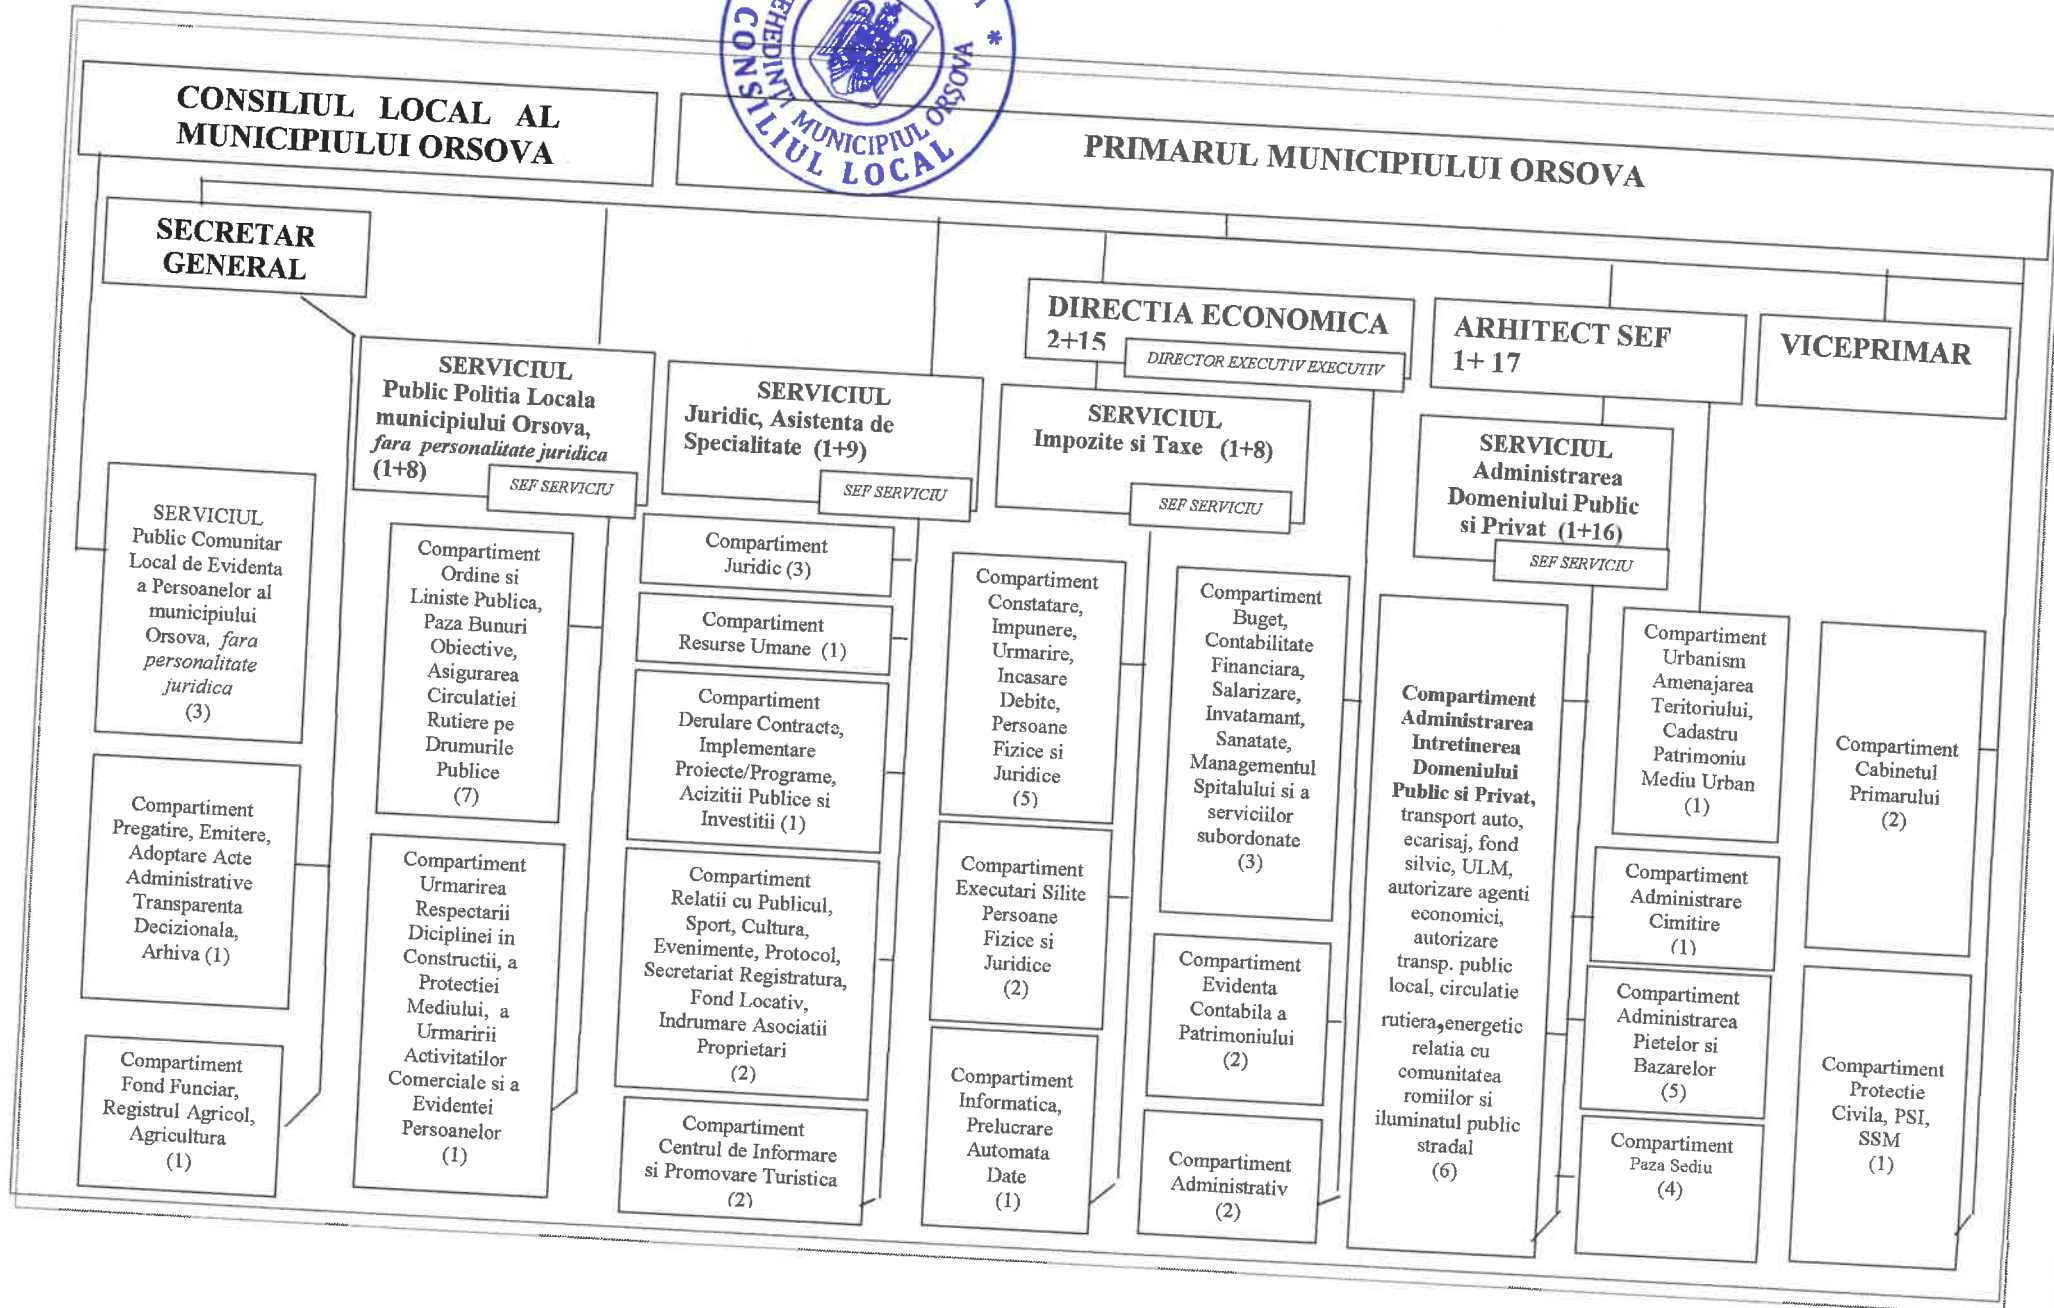 CONSILIUL LOCAL AL
MUNICIPIULUI ORSOVA
MUNICIPIUL ORȘOVA
CONSILIUL LOCAL
*
PRIMARUL MUNICIPIULUI ORSOVA
SECRETAR
GENERAL
DIRECTIA ECONOMICA
2+15
DIRECTOR EXECUTIV EXECUTIV
ARHITECT SEF
1+ 17
VICEPRIMAR
SERVICIUL
Public Politia Locala
municipiului Orsova,
fara personalitate juridica
(1+8)
SEF SERVICIU
SERVICIUL
Juridic, Asistenta de
Specialitate (1+9)
SEF SERVICIU
SERVICIUL
Impozite si Taxe (1+8)
SEF SERVICIU
SERVICIUL
Administrarea
Domeniului Public
si Privat (1+16)
SEF SERVICIU
SERVICIUL
Public Comunitar
Local de Evidenta
a Persoanelor al
municipiului
Orsova, fara
personalitate
juridica
(3)
Compartiment
Pregatire, Emitere,
Adoptare Acte
Administrative
Transparenta
Decizionala,
Arhiva (1)
Compartiment
Fond Funciar,
Registrul Agricol,
Agricultura
(1)
Compartiment
Ordine si
Liniste Publica,
Paza Bunuri
Obiective,
Asigurarea
Circulatiei
Rutiere pe
Drumurile
Publice
(7)
Compartiment
Urmarirea
Respectarii
Diciplinei in
Constructii, a
Protectiei
Mediului, a
Urmaririi
Activitatilor
Comerciale si a
Evidentei
Persoanelor
(1)
Compartiment
Juridic (3)
Compartiment
Resurse Umane (1)
Compartiment
Derulare Contracte,
Implementare
Proiecte/Programe,
Acizitii Publice si
Investitii (1)
Compartiment
Relatii cu Publicul,
Sport, Cultura,
Evenimente, Protocol,
Secretariat Registratura,
Fond Locativ,
Indrumare Asociatii
Proprietari
(2)
Compartiment
Centrul de Informare
si Promovare Turistica
(2)
Compartiment
Constatare,
Impunere,
Urmarire,
Incasare
Debite,
Persoane
Fizice si
Juridice
(5)
Compartiment
Executari Silite
Persoane
Fizice si
Juridice
(2)
Compartiment
Informatica,
Prelucrare
Automata
Date
(1)
Compartiment
Buget,
Contabilitate
Financiara,
Salarizare,
Invatamant,
Sanatate,
Managementul
Spitalului si a
serviciilor
subordonate
(3)
Compartiment
Evidenta
Contabila a
Patrimoniului
(2)
Compartiment
Administrativ
(2)
Compartiment
Administrarea
Intretinerea
Domeniului
Public si Privat,
transport auto,
ecarisaj, fond
silvic, ULM,
autorizare agenti
economici,
autorizare
transp. public
local, circulatie
rutiera,energetic
relatia cu
comunitatea
romiilor si
iluminatul public
stradal
(6)
Compartiment
Urbanism
Amenajarea
Teritoriului,
Cadastru
Patrimoniu
Mediu Urban
(1)
Compartiment
Administrare
Cimitire
(1)
Compartiment
Administrarea
Pietelor si
Bazarelor
(5)
Compartiment
Paza Sediu
(4)
Compartiment
Cabinetul
Primarului
(2)
Compartiment
Protectie
Civila, PSI,
SSM
(1)